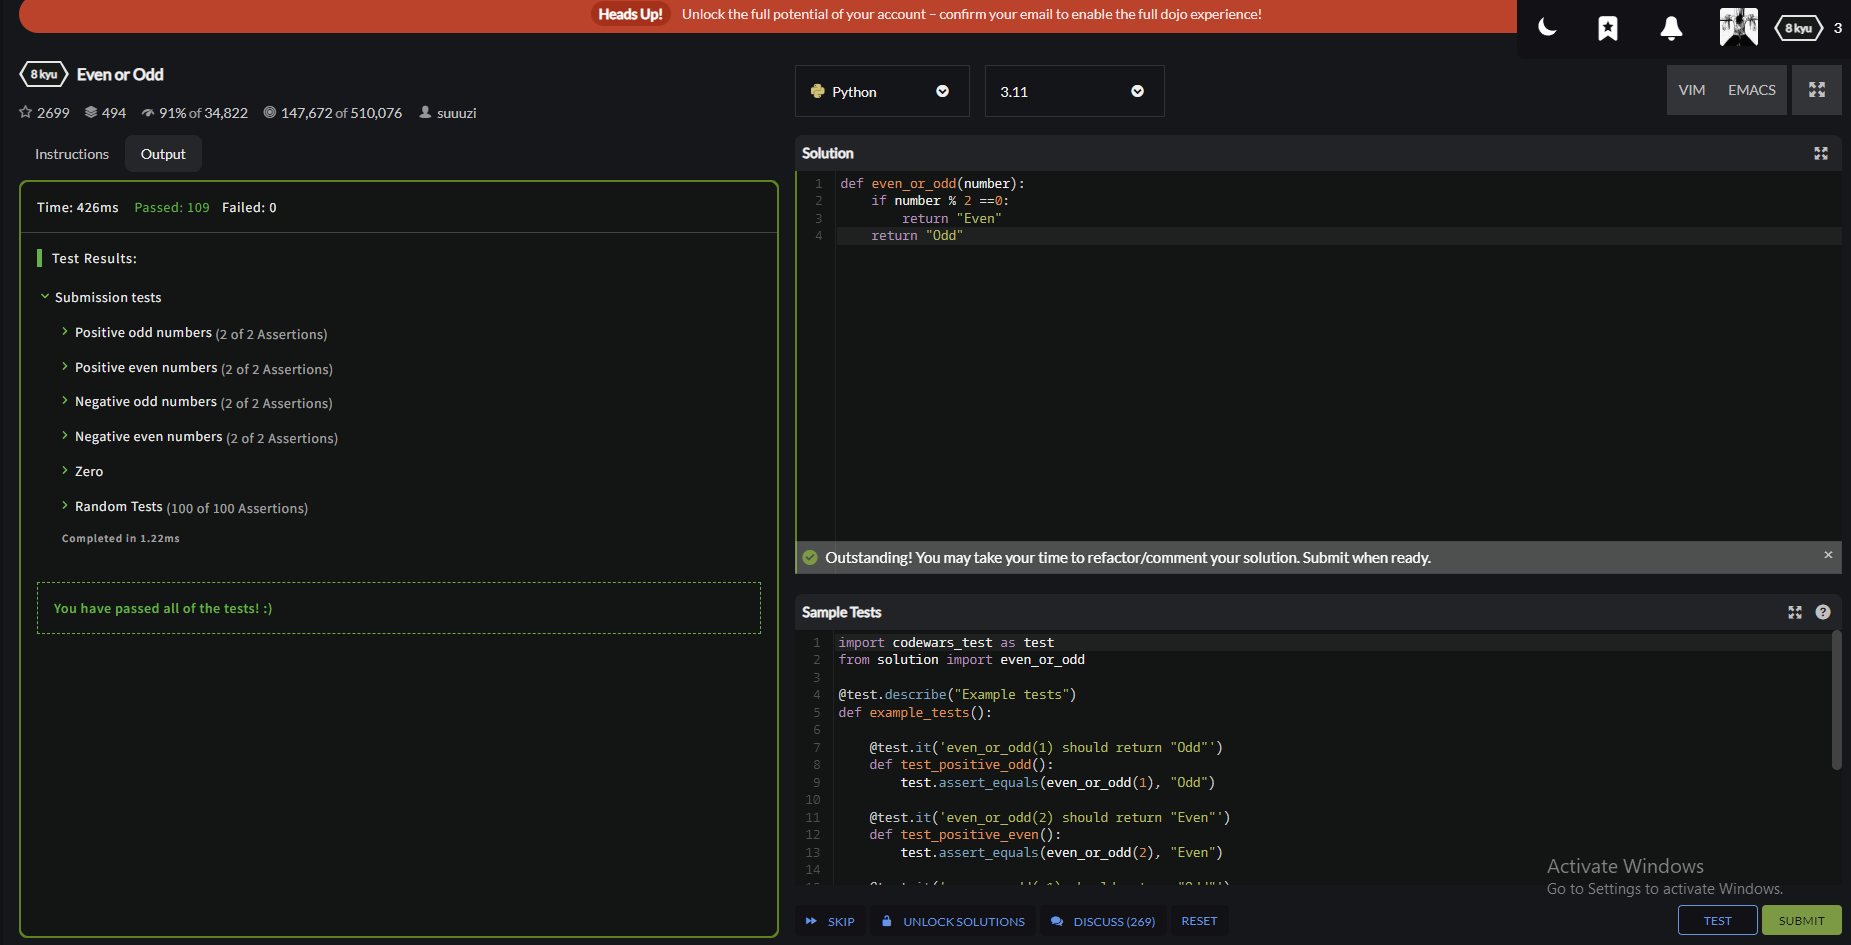 Heads Up! Unlock the full potential of your account – confirm your email to enable the full dojo experience!
8 kyu 3
8 kyu Even or Odd
2699 494 91% of 34,822 147,672 of 510,076 suuuzi
Instructions Output
Time: 426ms Passed: 109 Failed: 0
Test Results:
Submission tests
Positive odd numbers (2 of 2 Assertions)
Positive even numbers (2 of 2 Assertions)
Negative odd numbers (2 of 2 Assertions)
Negative even numbers (2 of 2 Assertions)
Zero
Random Tests (100 of 100 Assertions)
Completed in 1.22ms
You have passed all of the tests! :)
Python 3.11 VIM EMACS
Solution
1 def even_or_odd(number):
2 if number % 2 ==0:
3 return "Even"
4 return "Odd"
Outstanding! You may take your time to refactor/comment your solution. Submit when ready. ×
Sample Tests ?
1 import codewars_test as test
2 from solution import even_or_odd
3
4 @test.describe("Example tests")
5 def example_tests():
6
7 @test.it('even_or_odd(1) should return "Odd"')
8 def test_positive_odd():
9 test.assert_equals(even_or_odd(1), "Odd")
10
11 @test.it('even_or_odd(2) should return "Even"')
12 def test_positive_even():
13 test.assert_equals(even_or_odd(2), "Even")
14
Activate Windows
Go to Settings to activate Windows.
SKIP UNLOCK SOLUTIONS DISCUSS (269) RESET TEST SUBMIT